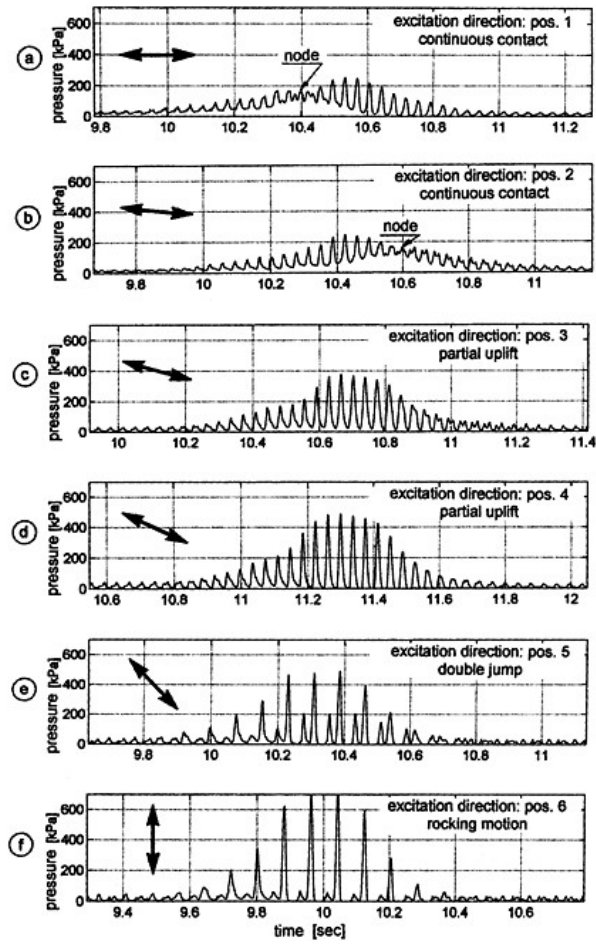 a
pressure [kPa]
600
400
200
0
excitation direction: pos. 1
continuous contact
node
9.8 10 10.2 10.4 10.6 10.8 11 11.2
b
pressure [kPa]
600
400
200
0
excitation direction: pos. 2
continuous contact
node
9.8 10 10.2 10.4 10.6 10.8 11
c
pressure [kPa]
600
400
200
0
excitation direction: pos. 3
partial uplift
10 10.2 10.4 10.6 10.8 11 11.2 11.4
d
pressure [kPa]
600
400
200
0
excitation direction: pos. 4
partial uplift
10.6 10.8 11 11.2 11.4 11.6 11.8 12
e
pressure [kPa]
600
400
200
0
excitation direction: pos. 5
double jump
9.8 10 10.2 10.4 10.6 10.8 11
f
pressure [kPa]
600
400
200
0
excitation direction: pos. 6
rocking motion
9.4 9.6 9.8 10 10.2 10.4 10.6
time [sec]